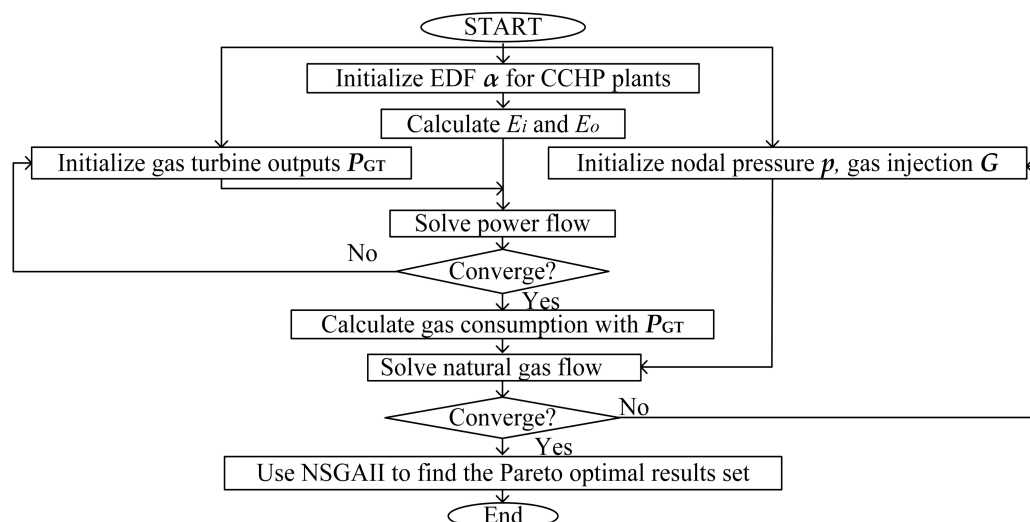 START
Initialize EDF α for CCHP plants
Calculate Ei and Eo
Initialize gas turbine outputs PGT
Initialize nodal pressure p, gas injection G
Solve power flow
No
Converge?
Yes
Calculate gas consumption with PGT
Solve natural gas flow
Converge?
No
Yes
Use NSGAII to find the Pareto optimal results set
End